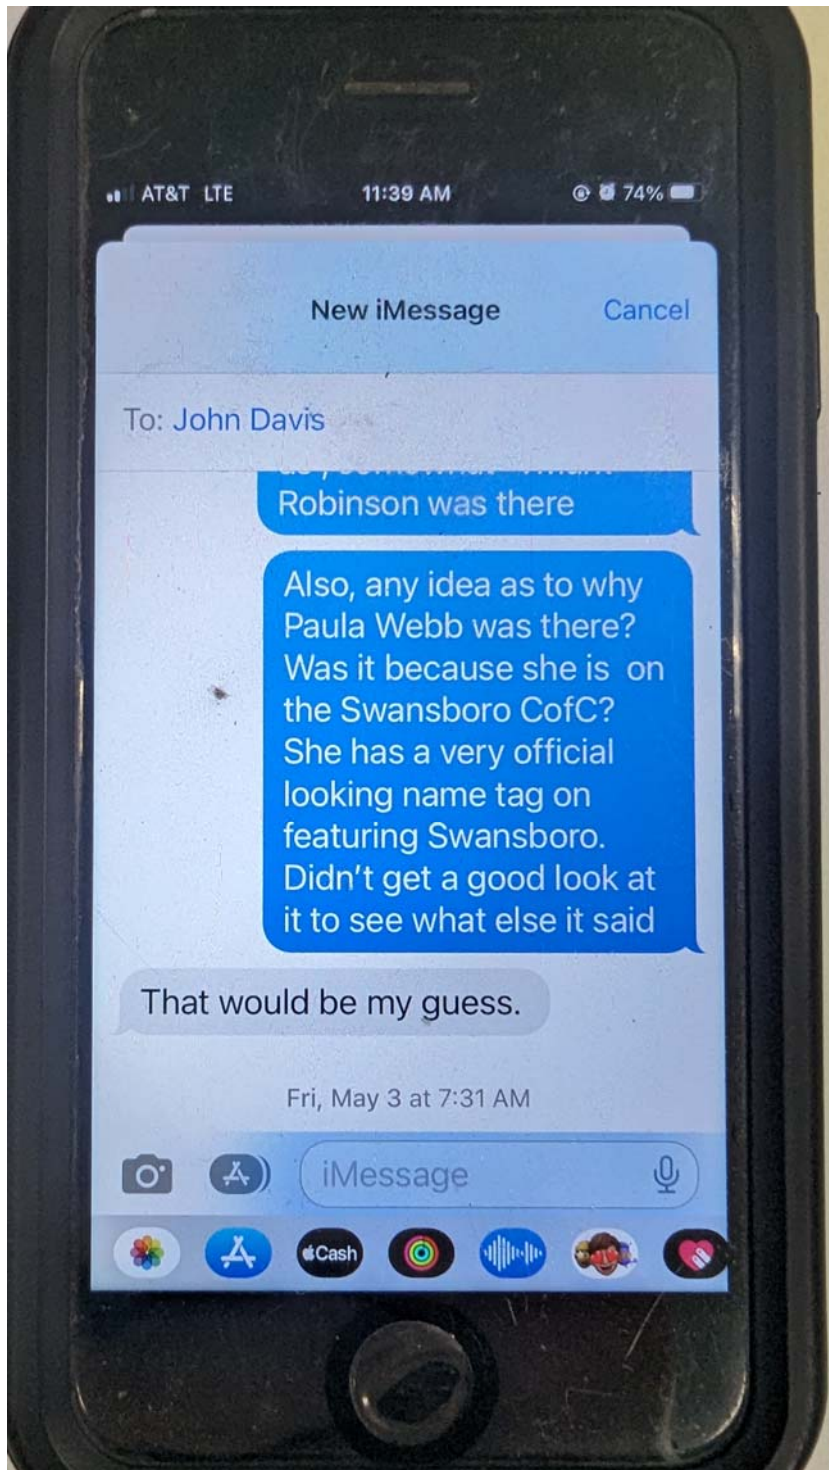 AT&T LTE 11:39 AM 74%
New iMessage Cancel
To: John Davis
Robinson was there
Also, any idea as to why
Paula Webb was there?
Was it because she is on
the Swansboro CofC?
She has a very official
looking name tag on
featuring Swansboro.
Didn't get a good look at
it to see what else it said
That would be my guess.
Fri, May 3 at 7:31 AM
iMessage
Cash